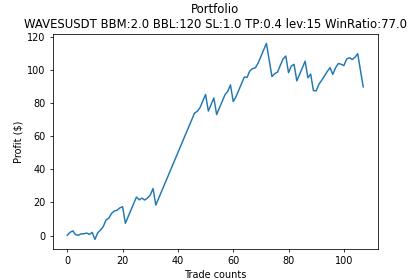 Portfolio
WAVESUSDT BBM:2.0 BBL:120 SL:1.0 TP:0.4 lev:15 WinRatio:77.0
120
100
80
60
40
20
0
Profit ($)
0 20 40 60 80 100
Trade counts